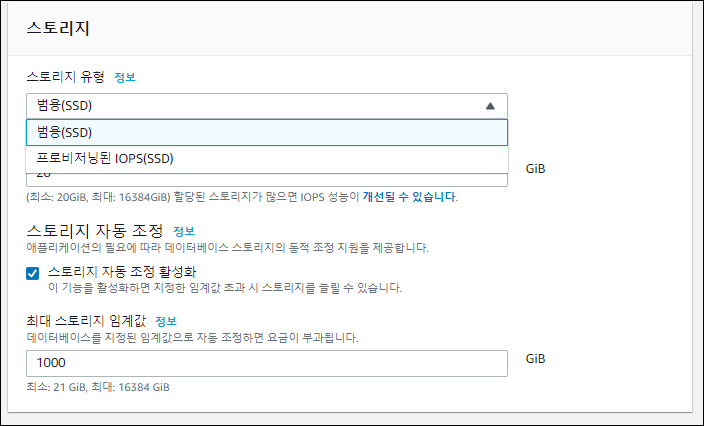 스토리지
스토리지 유형 정보
범용(SSD)
범용(SSD)
프로비저닝된 IOPS(SSD)
20 GiB
(최소: 20GiB, 최대: 16384GiB) 할당된 스토리지가 많으면 IOPS 성능이 개선될 수 있습니다.
스토리지 자동 조정 정보
애플리케이션의 필요에 따라 데이터베이스 스토리지의 동적 조정 지원을 제공합니다.
스토리지 자동 조정 활성화
이 기능을 활성화하면 지정한 임계값 초과 시 스토리지를 늘릴 수 있습니다.
최대 스토리지 임계값 정보
데이터베이스를 지정된 임계값으로 자동 조정하면 요금이 부과됩니다.
1000 GiB
최소: 21 GiB, 최대: 16384 GiB